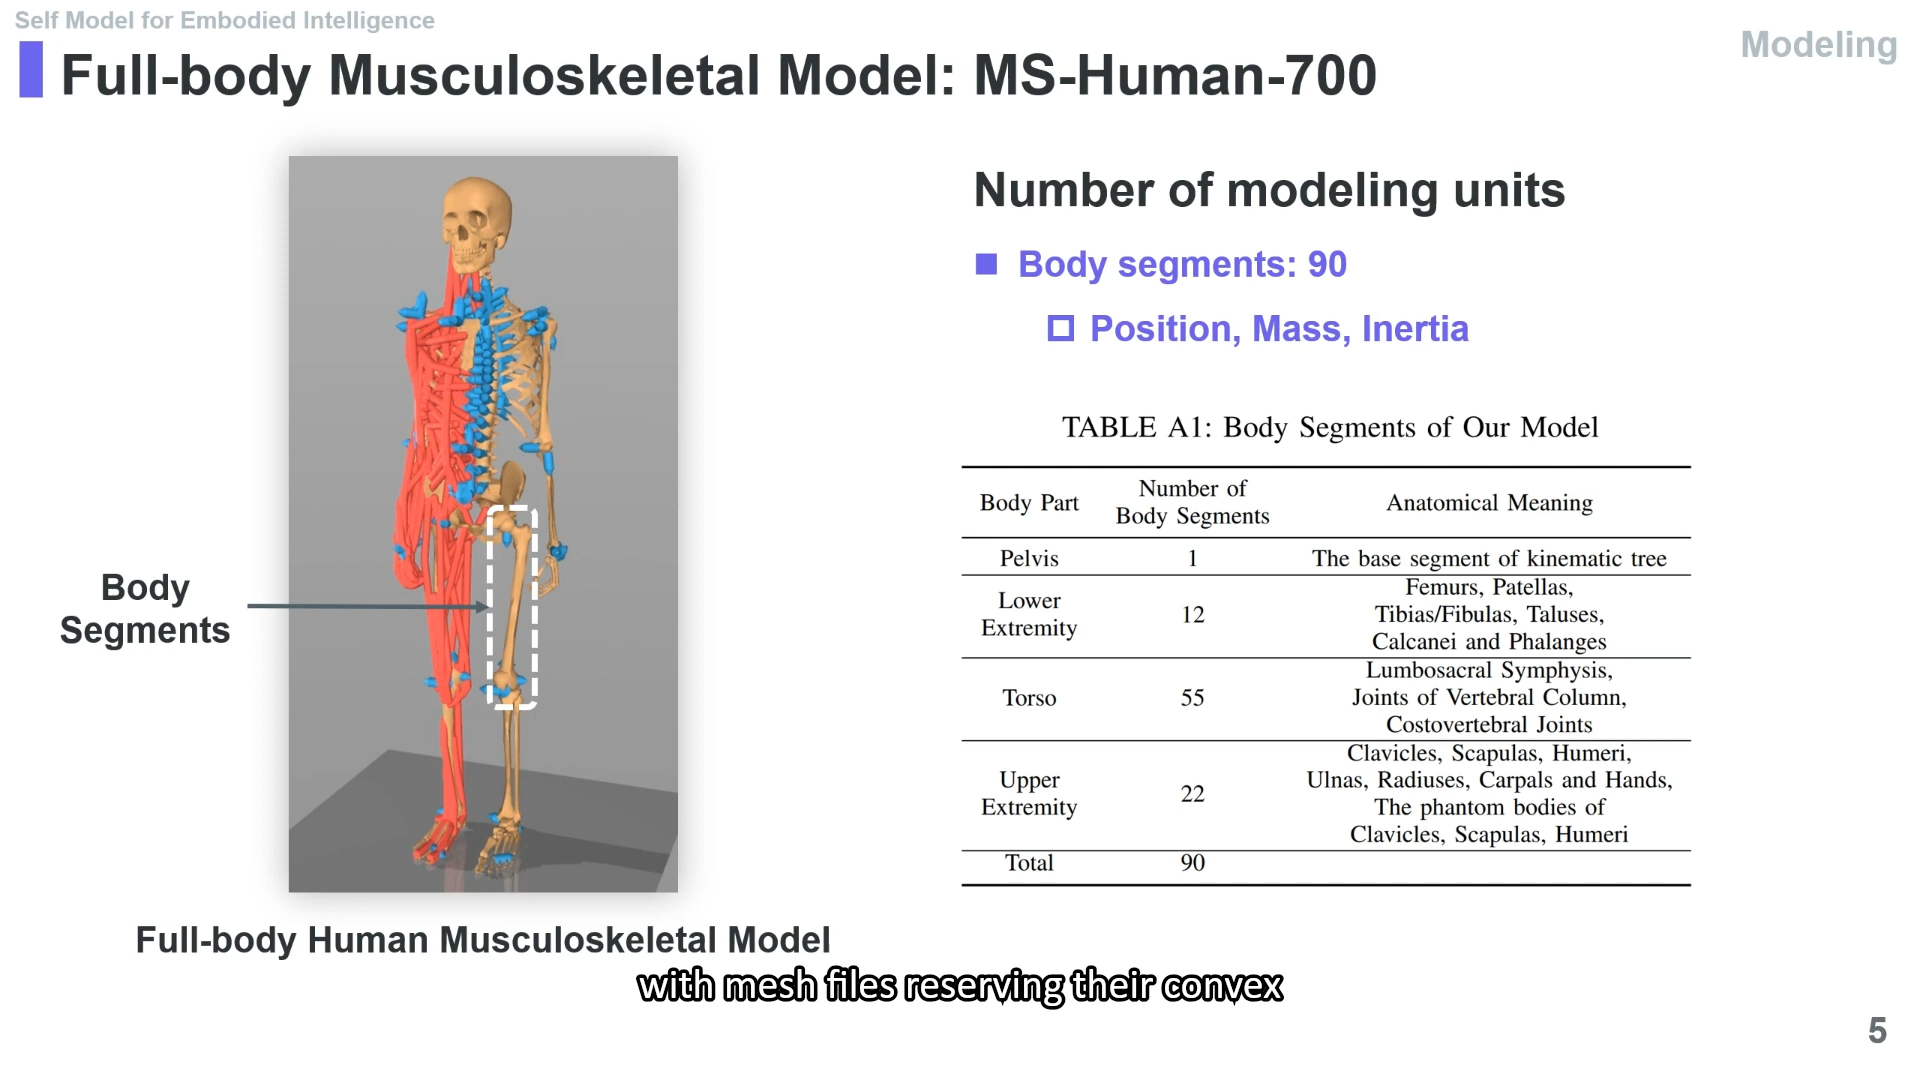 Self Model for Embodied Intelligence
Modeling
Full-body Musculoskeletal Model: MS-Human-700
Body
Segments
Full-body Human Musculoskeletal Model
Number of modeling units
Body segments: 90
Position, Mass, Inertia
TABLE A1: Body Segments of Our Model
Body Part
Number of
Body Segments
Anatomical Meaning
Pelvis
1
The base segment of kinematic tree
Lower
Extremity
12
Femurs, Patellas,
Tibias/Fibulas, Taluses,
Calcanei and Phalanges
Torso
55
Lumbosacral Symphysis,
Joints of Vertebral Column,
Costovertebral Joints
Upper
Extremity
22
Clavicles, Scapulas, Humeri,
Ulnas, Radiuses, Carpals and Hands,
The phantom bodies of
Clavicles, Scapulas, Humeri
Total
90
with mesh files reserving their convex
5